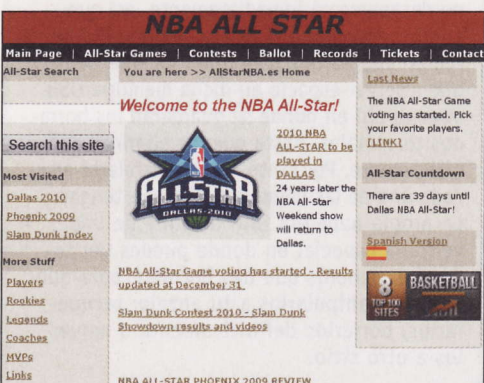 NBA ALL STAR
Main Page | All-Star Games | Contests | Ballot | Records | Tickets | Contact
All-Star Search
Search this site
Most Visited
Dallas 2010
Phoenix 2009
Slam Dunk Index
More Stuff
Players
Rookies
Legends
Coaches
MVPs
Links
You are here >> AllStarNBA.es Home
Welcome to the NBA All-Star!
ALL STAR
DALLAS·2010
2010 NBA
ALL-STAR to be
played in
DALLAS
24 years later the
NBA All-Star
Weekend show
will return to
Dallas.
NBA All-Star Game voting has started - Results
updated at December 31
Slam Dunk Contest 2010 - Slam Dunk
Showdown results and videos
NBA ALL-STAR PHOENIX 2009 REVIEW
Last News
The NBA All-Star Game
voting has started. Pick
your favorite players.
[LINK]
All-Star Countdown
There are 39 days until
Dallas NBA All-Star!
Spanish Version
8
TOP 100
SITES
BASKETBALL